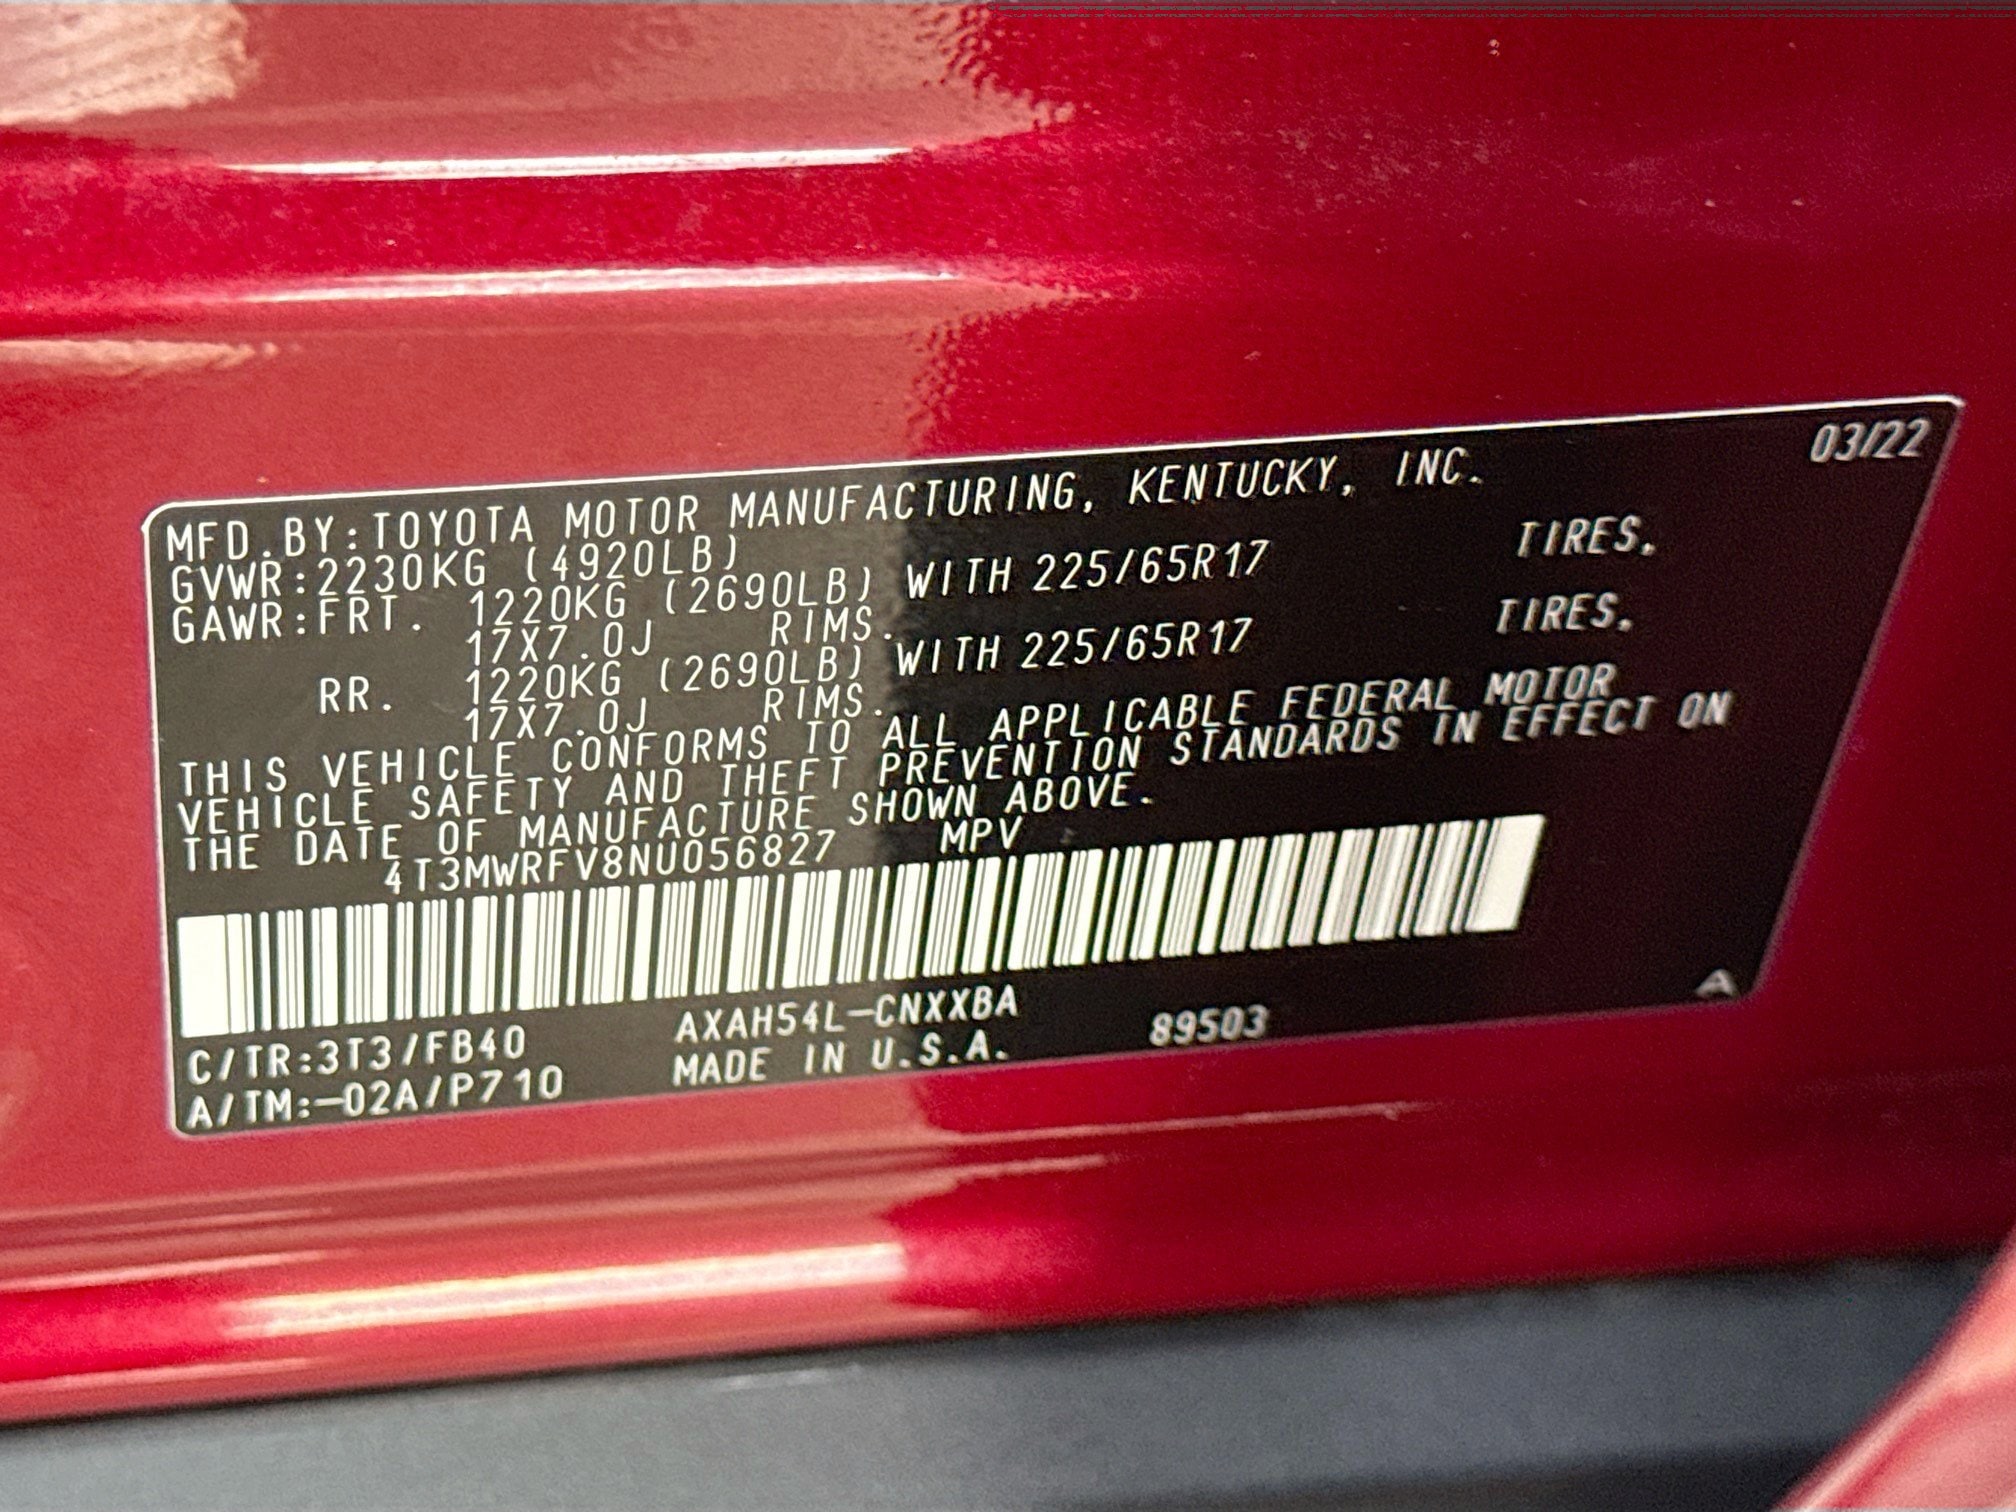 03/22
MFD.BY:TOYOTA MOTOR MANUFACTURING, KENTUCKY, INC.
GVWR:2230KG (4920LB)
GAWR:FRT. 1220KG (2690LB) WITH 225/65R17 TIRES.
17X7.0J RIMS.
RR. 1220KG (2690LB) WITH 225/65R17 TIRES.
17X7.0J RIMS.
THIS VEHICLE CONFORMS TO ALL APPLICABLE FEDERAL MOTOR
VEHICLE SAFETY AND THEFT PREVENTION STANDARDS IN EFFECT ON
THE DATE OF MANUFACTURE SHOWN ABOVE.
4T3MWRFV8NU056827 MPV
C/TR:3T3/FB40 AXAH54L-CNXXBA 89503 A
A/TM:-02A/P710 MADE IN U.S.A.